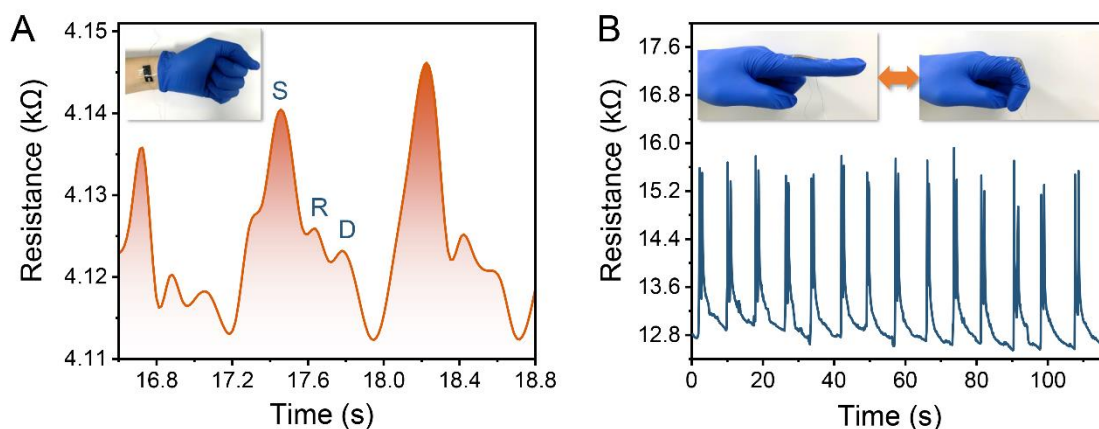 A
4.15
4.14
4.13
4.12
4.11
Resistance (kΩ)
S
R
D
16.8 17.2 17.6 18.0 18.4 18.8
Time (s)
B
17.6
16.8
16.0
15.2
14.4
13.6
12.8
Resistance (kΩ)
0 20 40 60 80 100
Time (s)